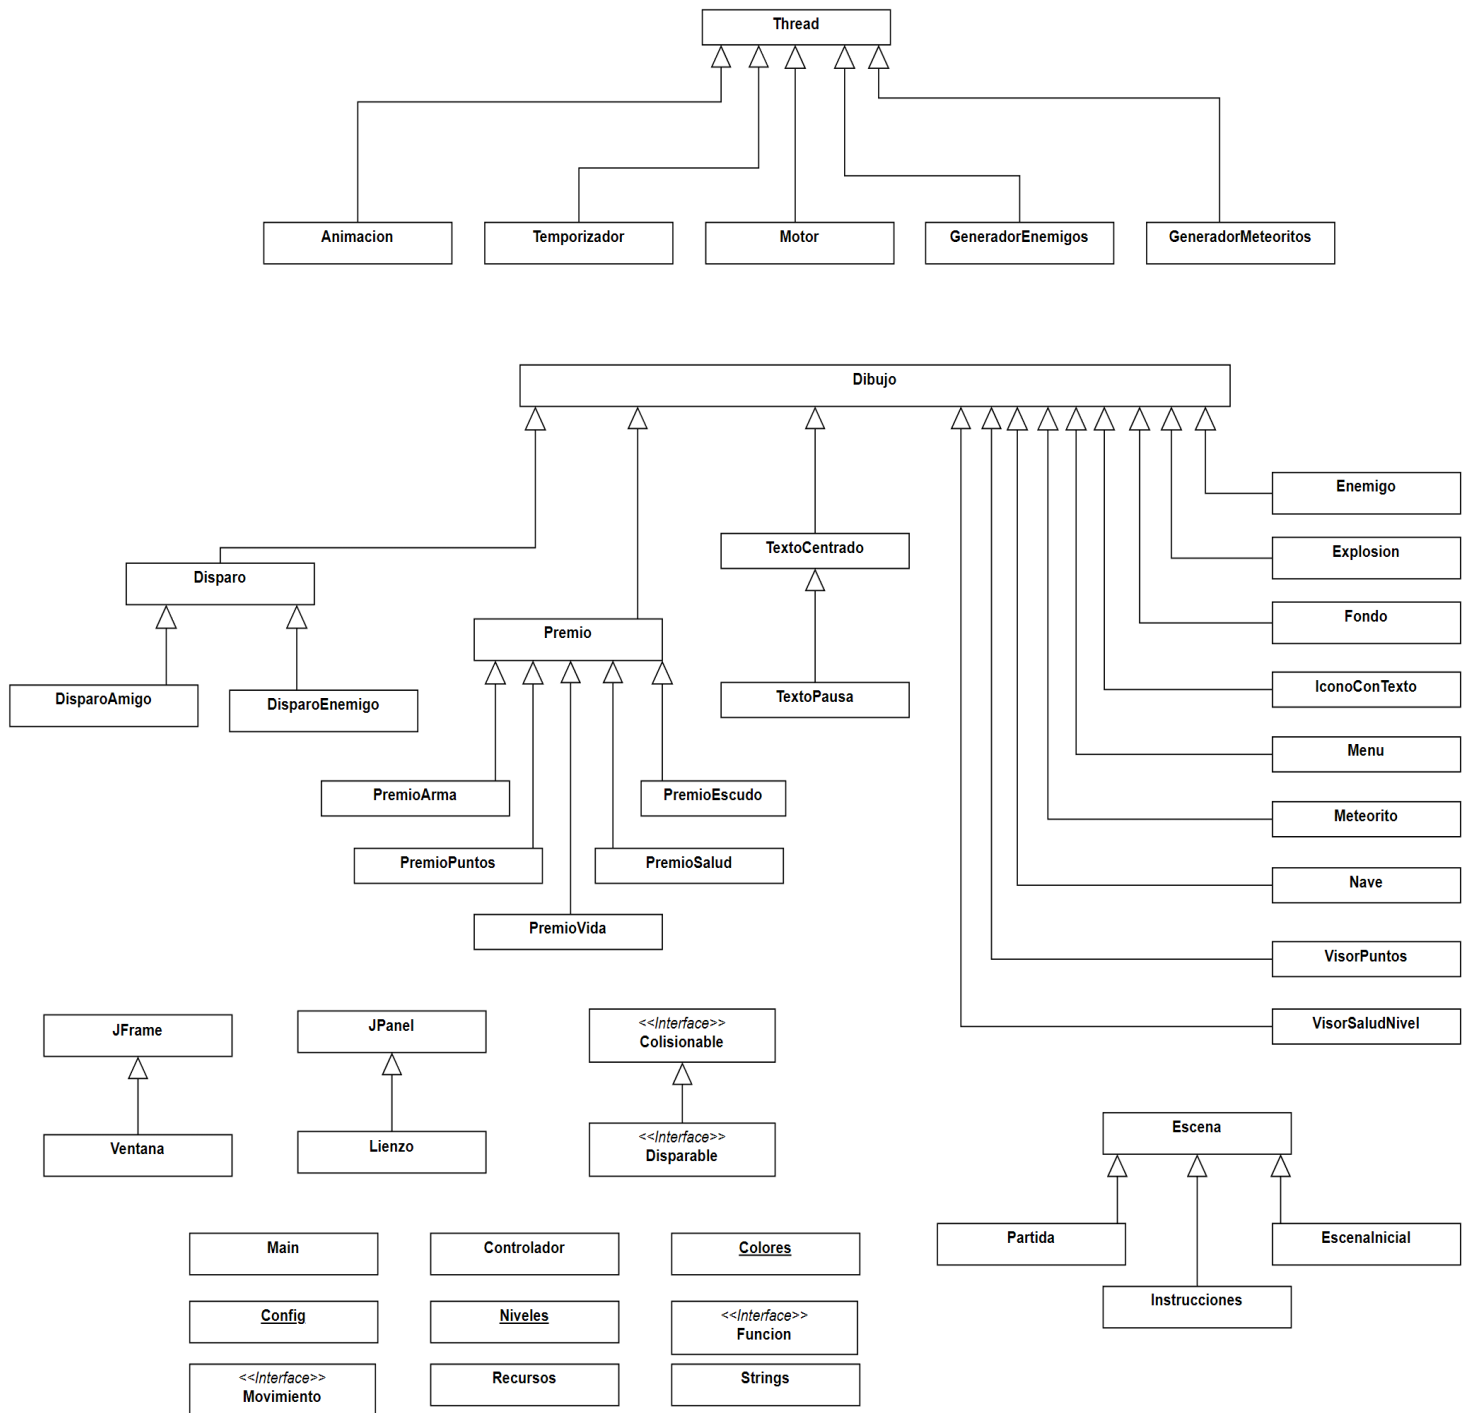 Thread
Animacion
Temporizador
Motor
GeneradorEnemigos
GeneradorMeteoritos
Dibujo
Enemigo
TextoCentrado
Explosion
Disparo
Fondo
Premio
IconoConTexto
DisparoAmigo
DisparoEnemigo
TextoPausa
Menu
PremioArma
PremioEscudo
Meteorito
PremioPuntos
PremioSalud
Nave
PremioVida
VisorPuntos
VisorSaludNivel
JFrame
JPanel
<<Interface>>
Colisionable
Ventana
Lienzo
<<Interface>>
Disparable
Escena
Partida
EscenaInicial
Instrucciones
Main
Controlador
Colores
Config
Niveles
<<Interface>>
Funcion
<<Interface>>
Movimiento
Recursos
Strings